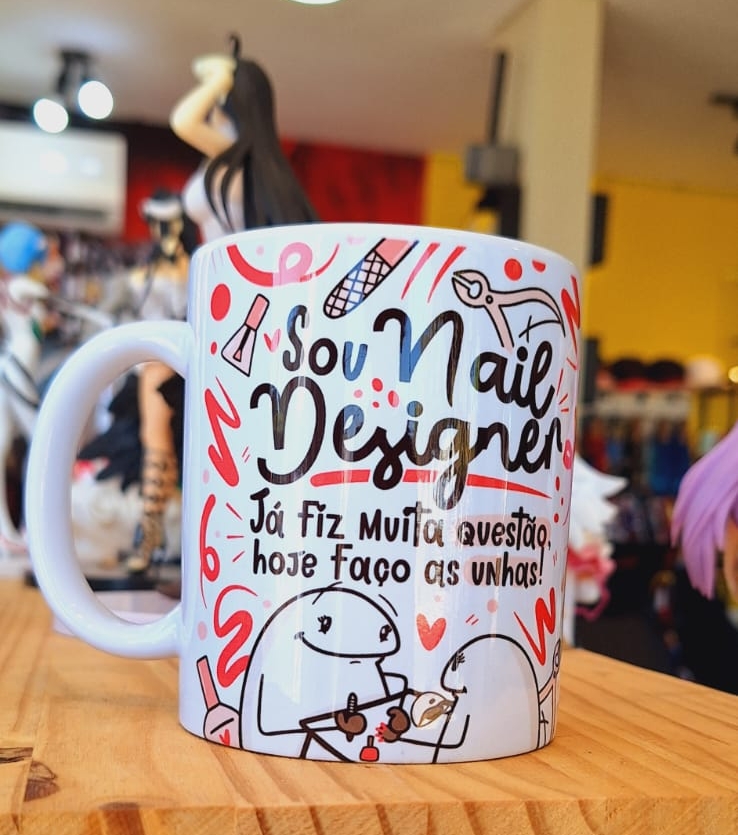 Sou Nail
Designer
Já fiz muita questão,
hoje faço as unhas!